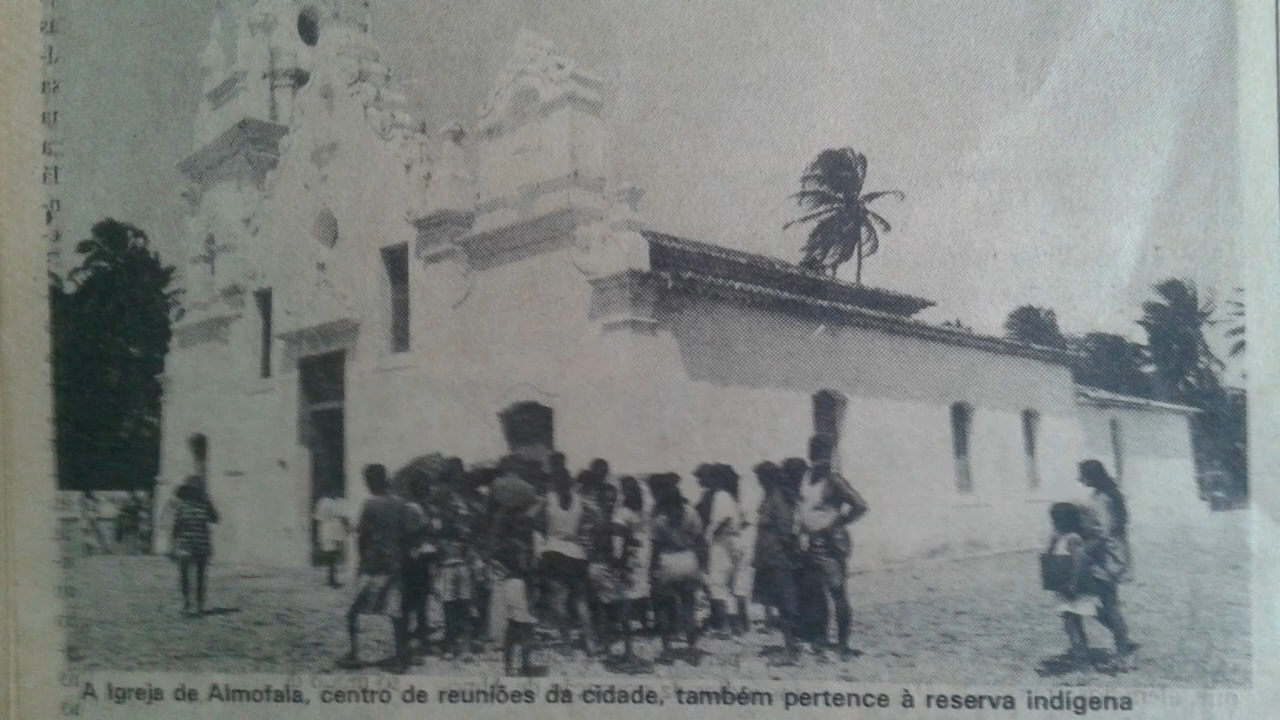 A Igreja de Almofala, centro de reuniões da cidade, também pertence à reserva indígena